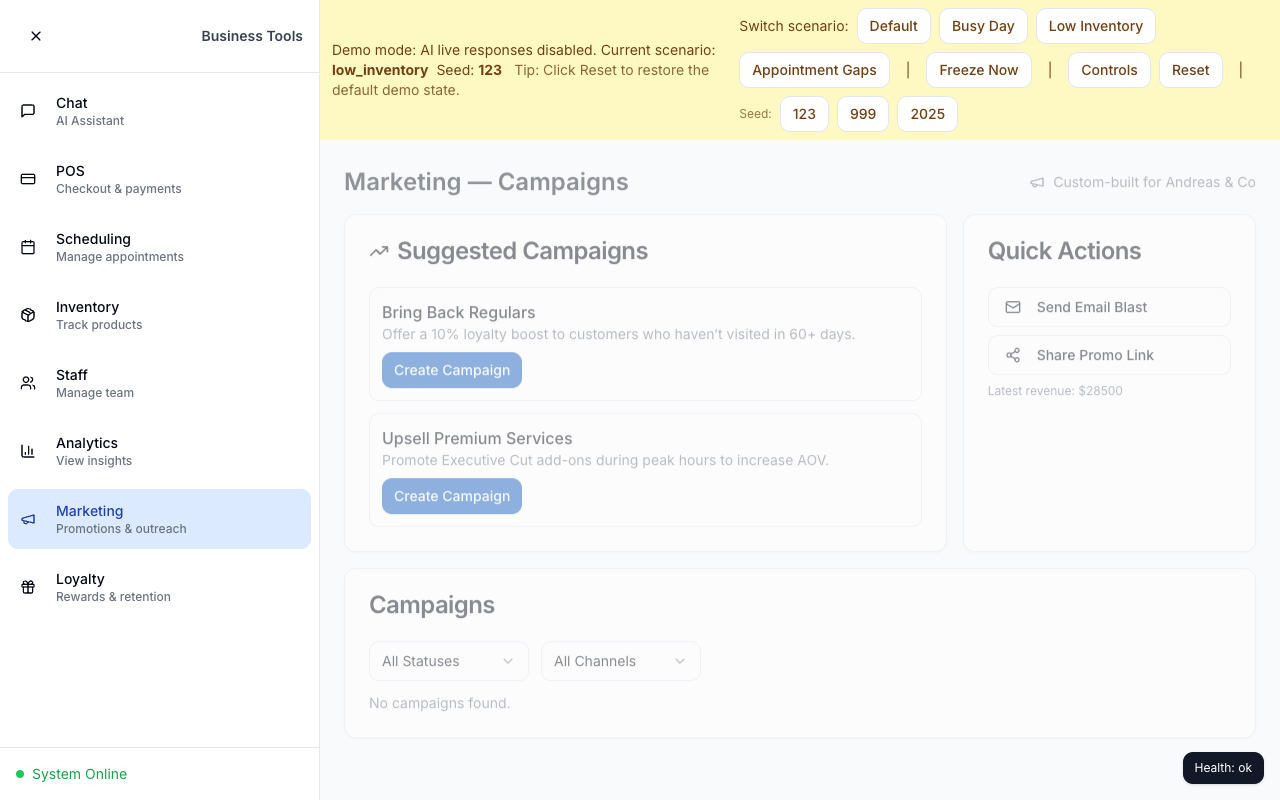 Business Tools
Chat
AI Assistant
POS
Checkout & payments
Scheduling
Manage appointments
Inventory
Track products
Staff
Manage team
Analytics
View insights
Marketing
Promotions & outreach
Loyalty
Rewards & retention
System Online
Demo mode: AI live responses disabled. Current scenario:
low_inventory Seed: 123 Tip: Click Reset to restore the
default demo state.
Switch scenario: Default Busy Day Low Inventory
Appointment Gaps | Freeze Now | Controls Reset |
Seed: 123 999 2025
Marketing — Campaigns
Custom-built for Andreas & Co
Suggested Campaigns
Bring Back Regulars
Offer a 10% loyalty boost to customers who haven't visited in 60+ days.
Create Campaign
Upsell Premium Services
Promote Executive Cut add-ons during peak hours to increase AOV.
Create Campaign
Quick Actions
Send Email Blast
Share Promo Link
Latest revenue: $28500
Campaigns
All Statuses All Channels
No campaigns found.
Health: ok